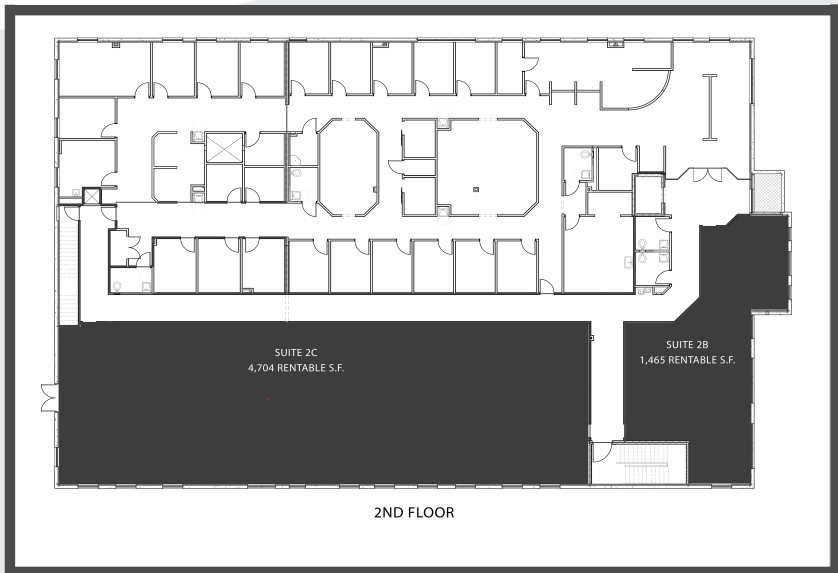 SUITE 2C
4,704 RENTABLE S.F.
SUITE 2B
1,465 RENTABLE S.F.
2ND FLOOR